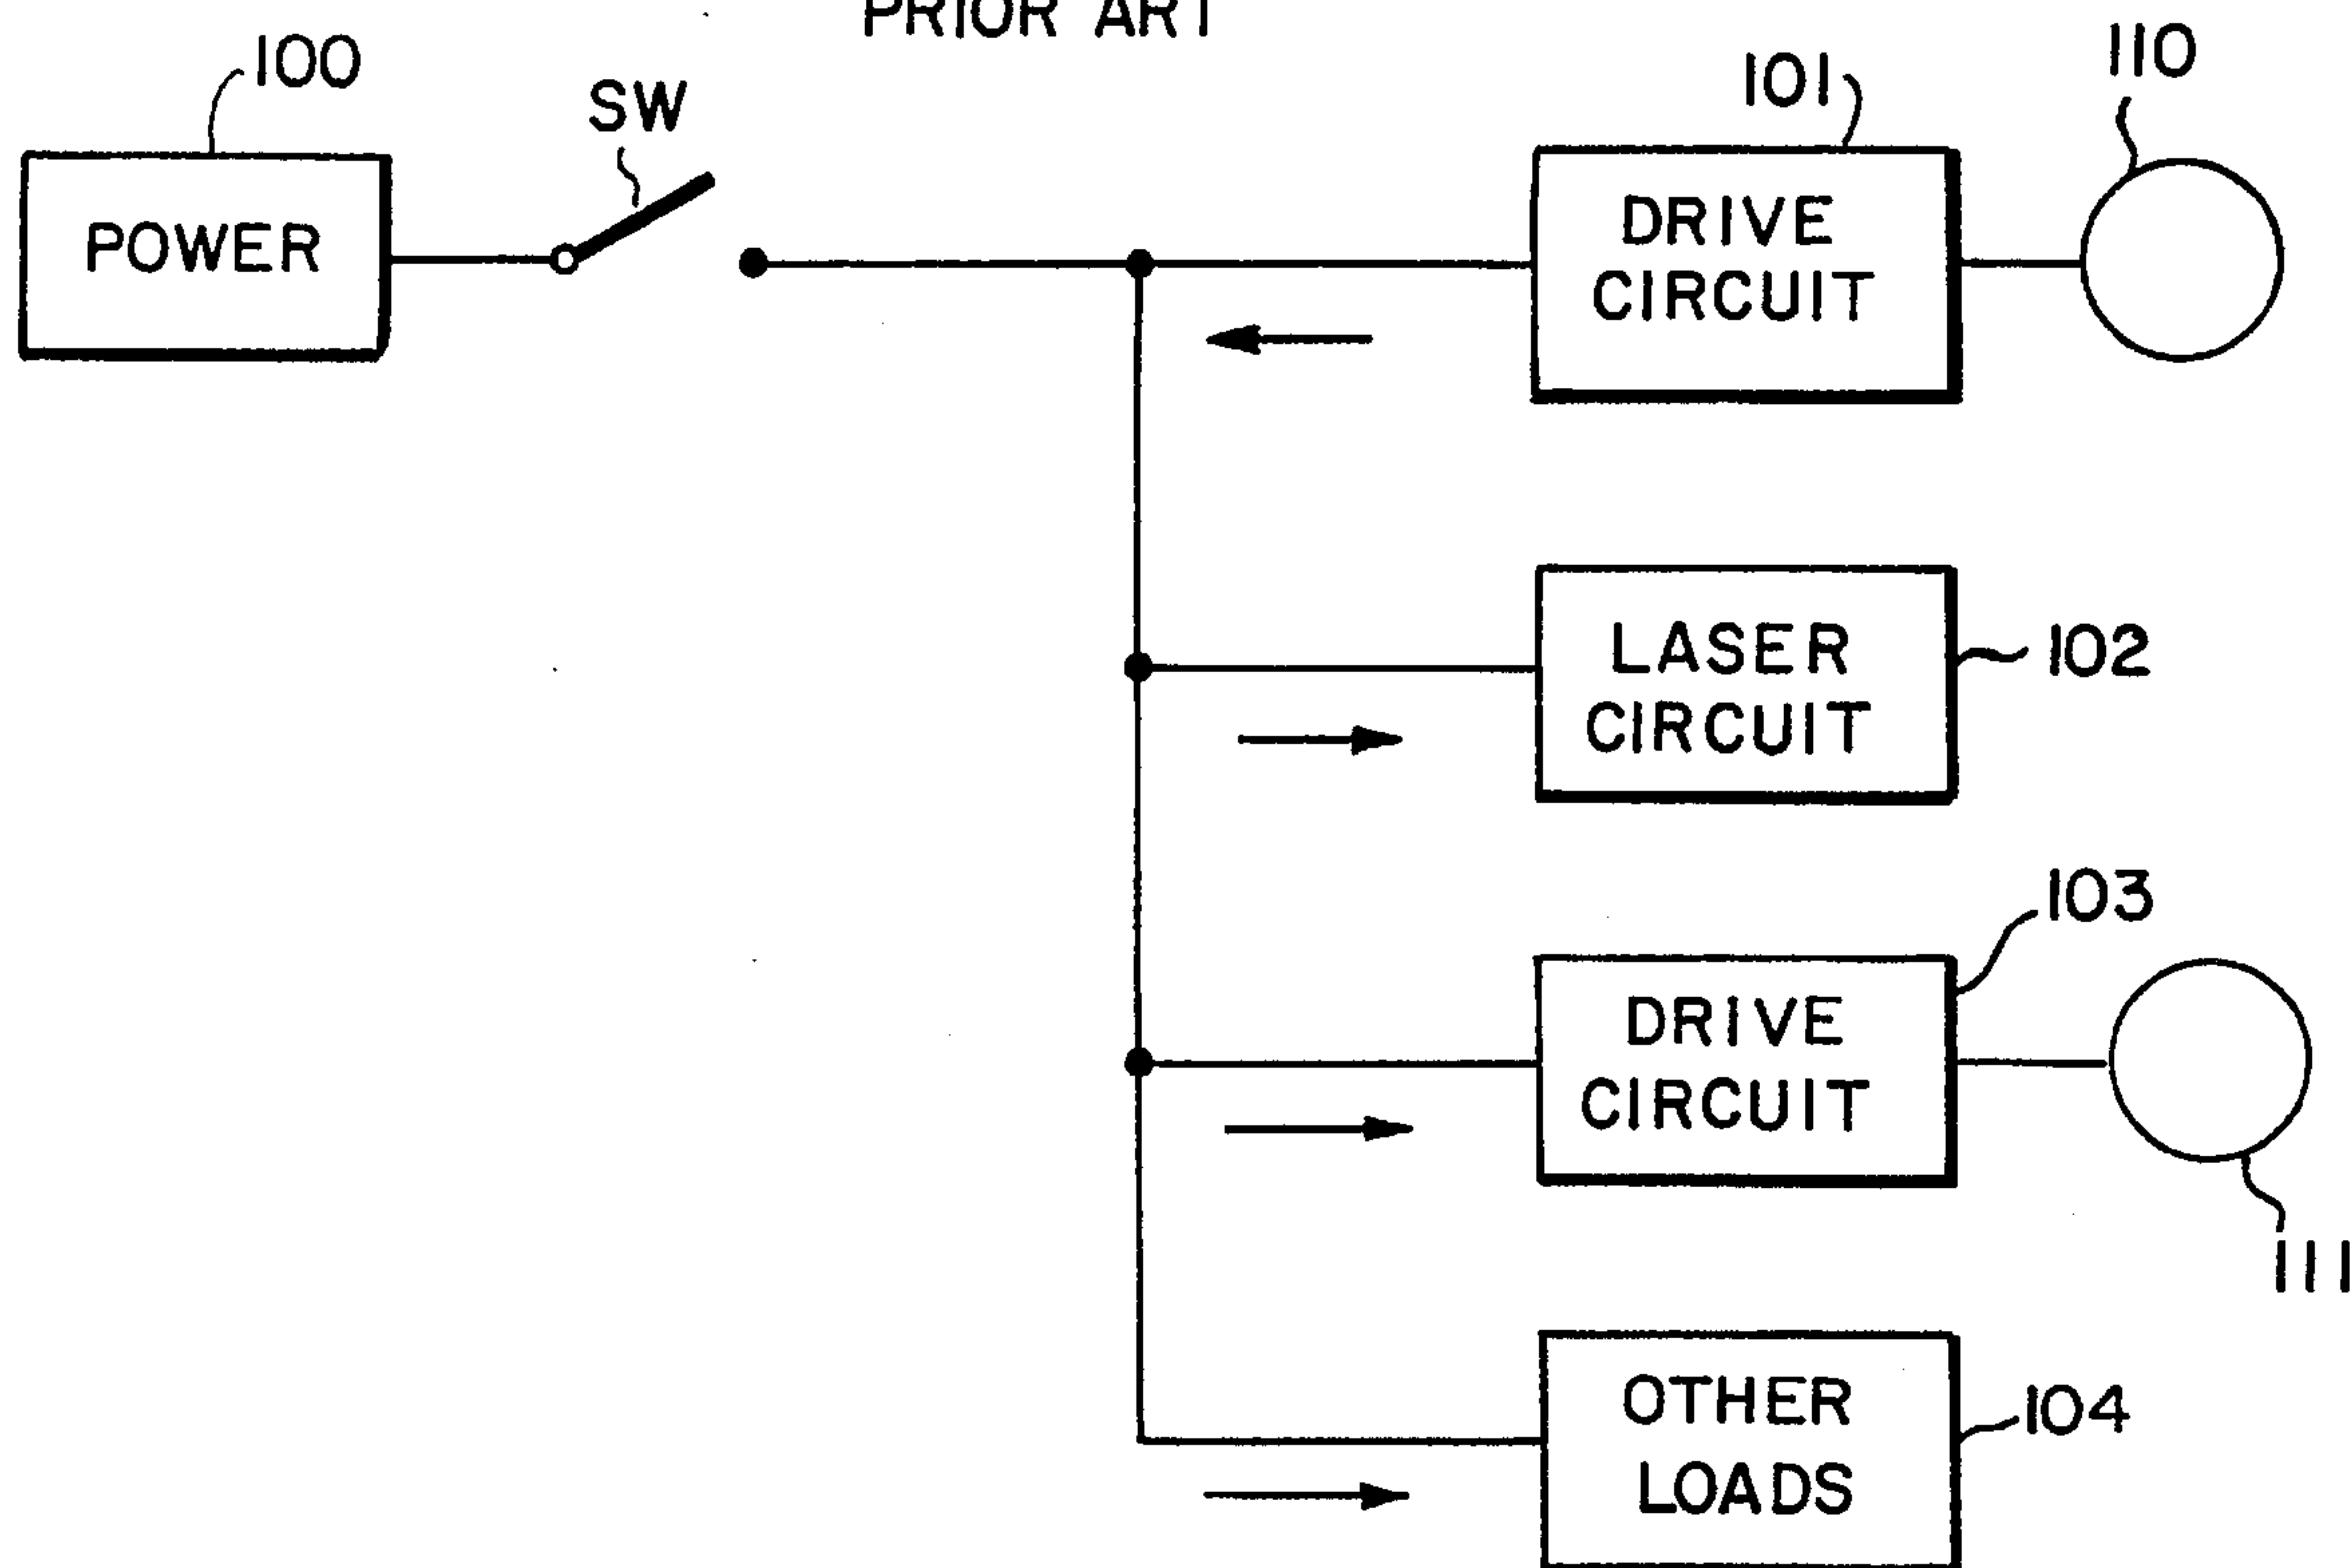 PRIOR ART
100
SW
101
110
POWER
DRIVE
CIRCUIT
LASER
CIRCUIT
102
103
DRIVE
CIRCUIT
111
OTHER
LOADS
104